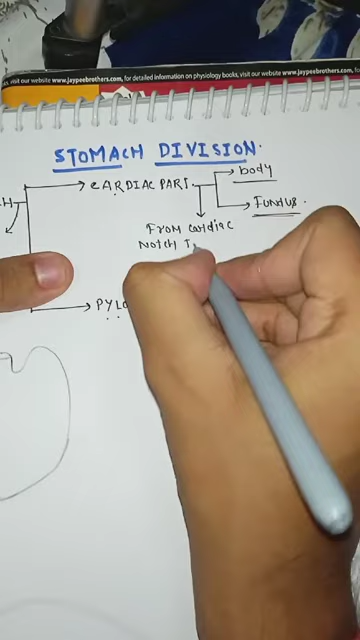 visit our website www.jaypeebrothers.com, for detailed information on physiology books, visit our website www.jaypeebrothers.com
STOMACH DIVISION.
CARDIAC PART.
body
FUNDUS.
H
From Cardiac
Notch T
PYLO